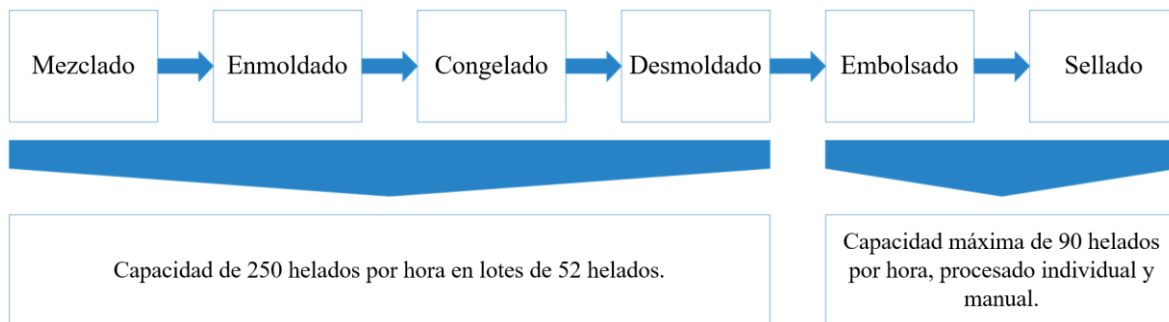 Mezclado
Enmoldado
Congelado
Desmoldado
Embolsado
Sellado
Capacidad de 250 helados por hora en lotes de 52 helados.
Capacidad máxima de 90 helados
por hora, procesado individual y
manual.